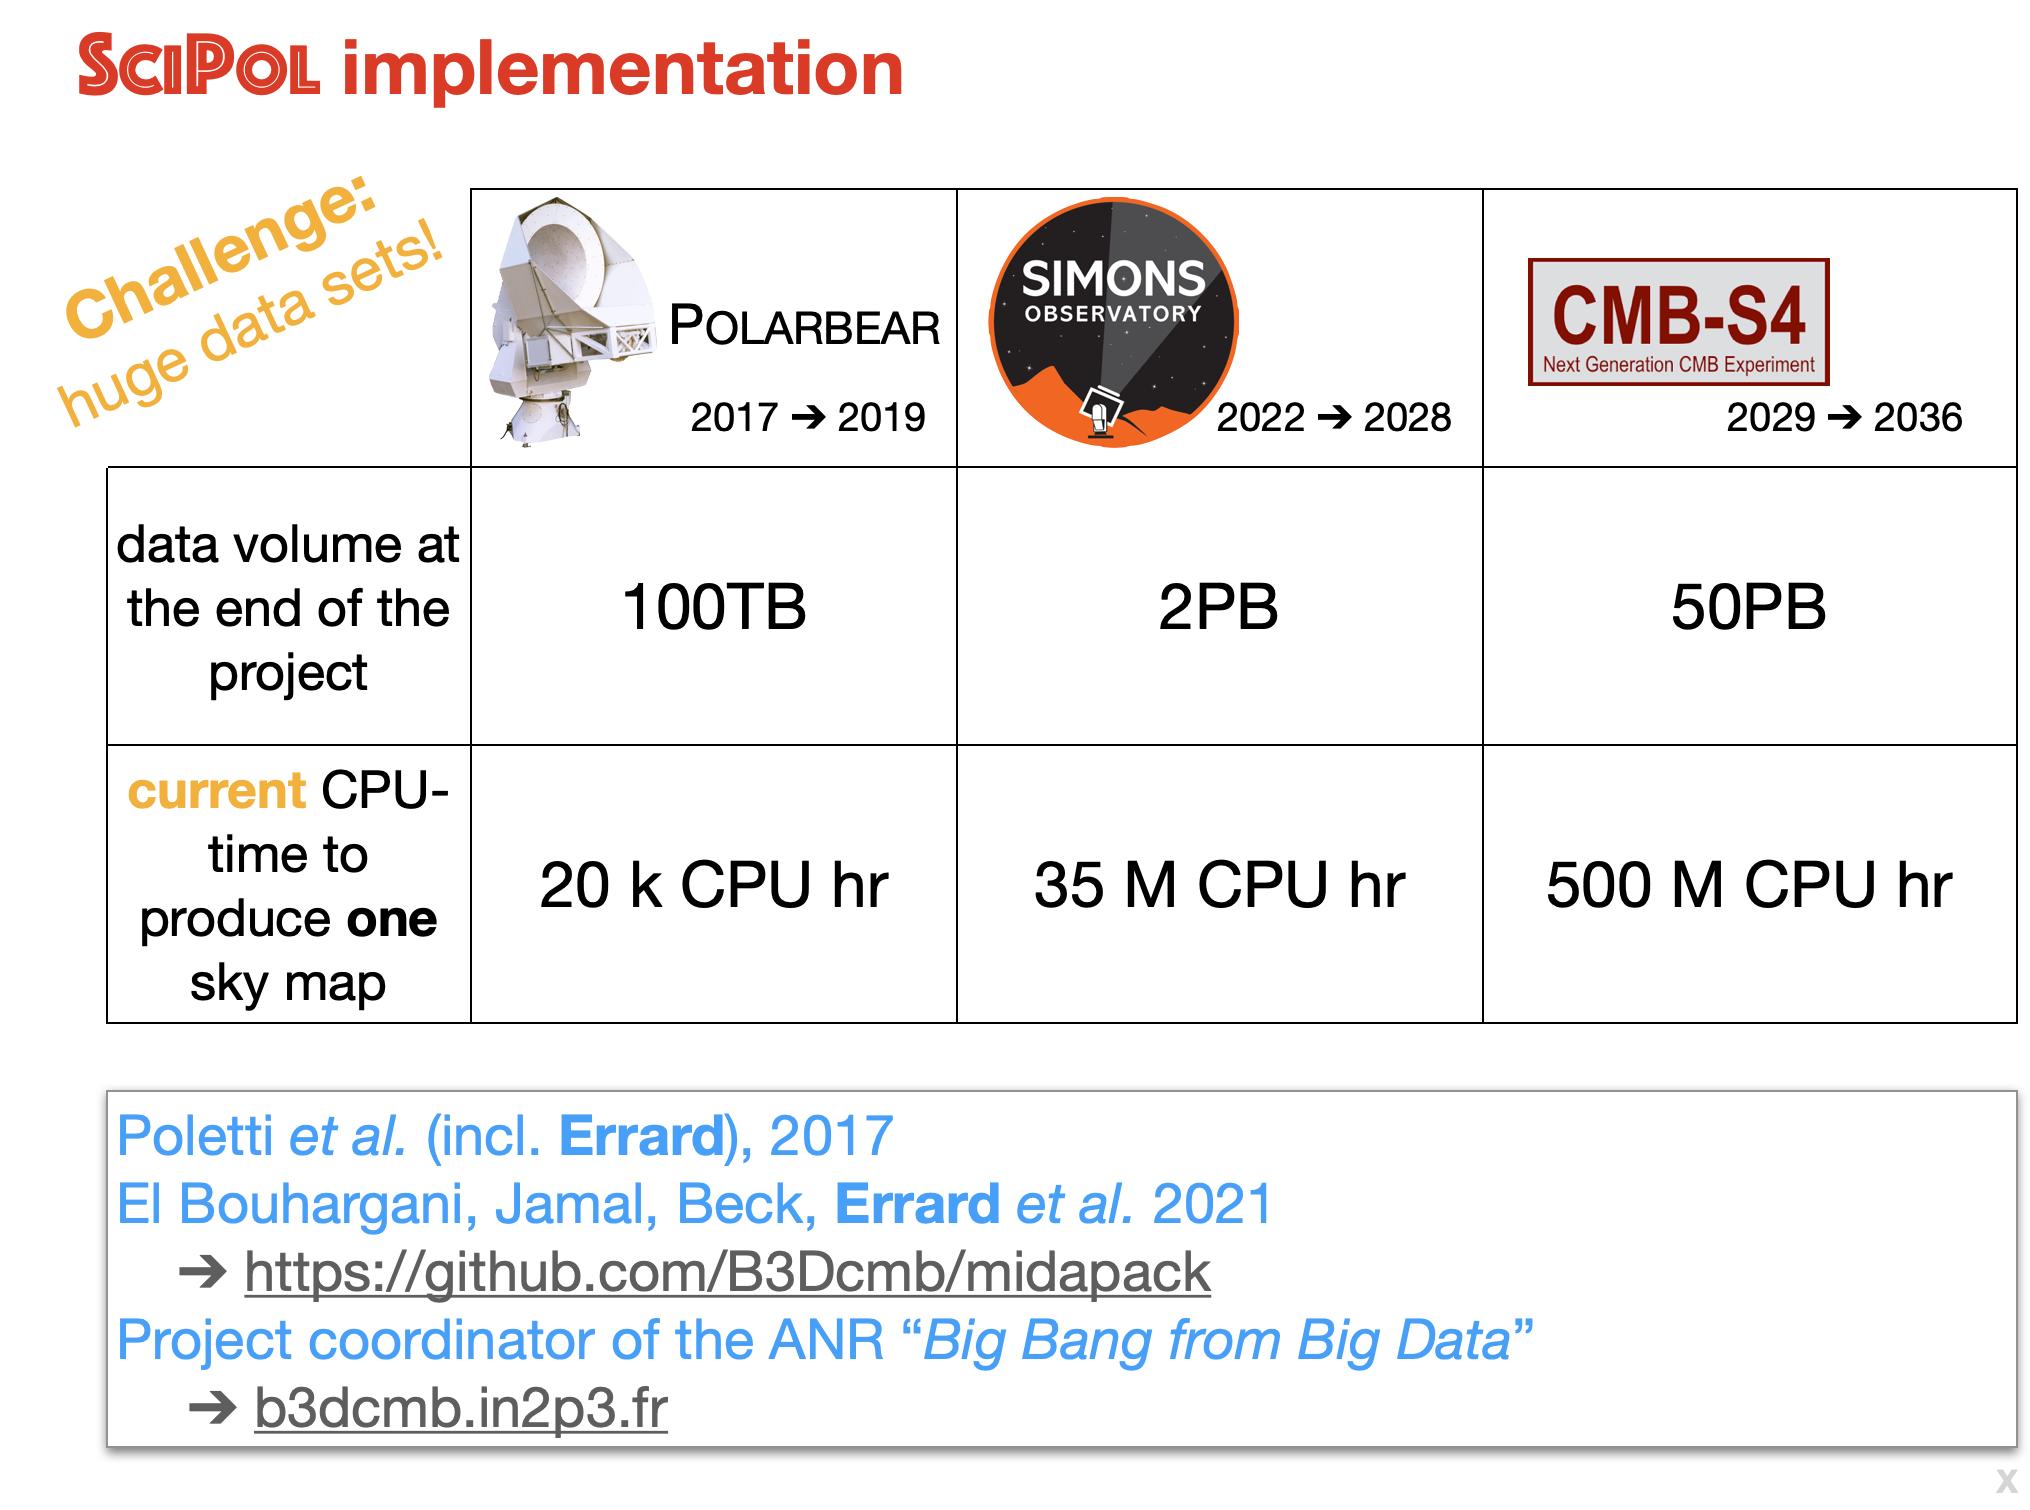 SCIPOL implementation
Challenge:
huge data sets!
POLARBEAR
2017 ➔ 2019
SIMONS
OBSERVATORY
2022 ➔ 2028
CMB-S4
Next Generation CMB Experiment
2029 ➔ 2036
data volume at
the end of the
project
100TB
2PB
50PB
current CPU-
time to
produce one
sky map
20 k CPU hr
35 M CPU hr
500 M CPU hr
Poletti et al. (incl. Errard), 2017
El Bouhargani, Jamal, Beck, Errard et al. 2021
➔ https://github.com/B3Dcmb/midapack
Project coordinator of the ANR “Big Bang from Big Data”
➔ b3dcmb.in2p3.fr
x